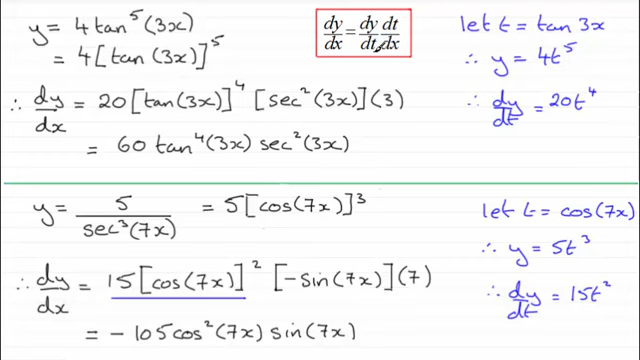 y = 4 tan⁵(3x)
= 4[tan(3x)]⁵
dy/dx = dy/dt dt/dx
let t = tan 3x
∴ y = 4t⁵
∴ dy/dt = 20t⁴
∴ dy/dx = 20[tan(3x)]⁴ [sec²(3x)](3)
= 60 tan⁴(3x) sec²(3x)
y = 5/sec³(7x) = 5[cos(7x)]³
let t = cos(7x)
∴ y = 5t³
∴ dy/dt = 15t²
∴ dy/dx = 15[cos(7x)]² [-sin(7x)](7)
= -105cos²(7x) sin(7x)